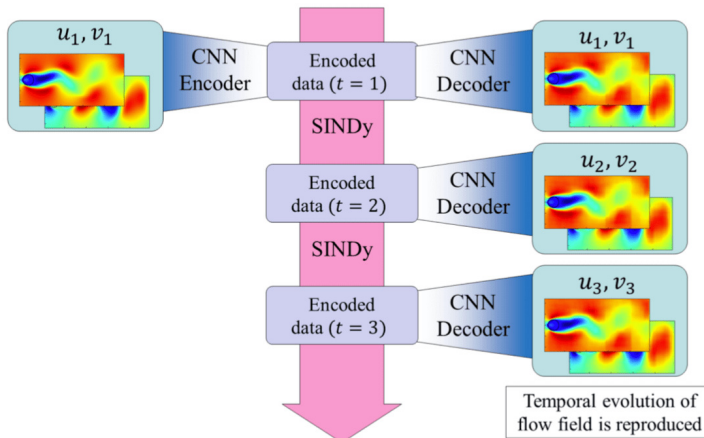 u₁, v₁
CNN
Encoder
Encoded
data (t = 1)
CNN
Decoder
u₁, v₁
SINDy
Encoded
data (t = 2)
CNN
Decoder
u₂, v₂
SINDy
Encoded
data (t = 3)
CNN
Decoder
u₃, v₃
Temporal evolution of
flow field is reproduced